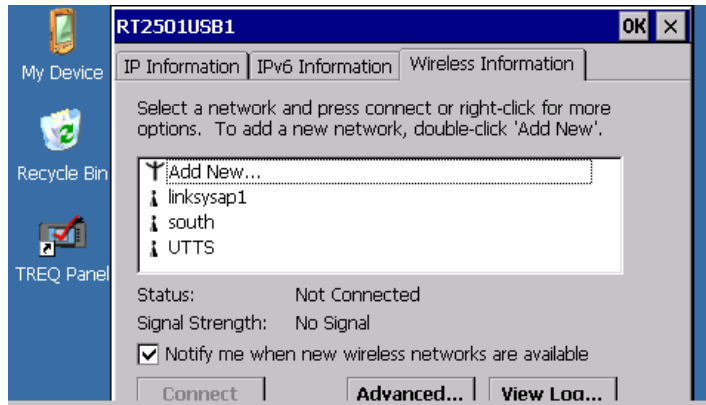 RT2501USB1 OK ×
My Device
IP Information IPv6 Information Wireless Information
Select a network and press connect or right-click for more
options. To add a new network, double-click 'Add New'.
Recycle Bin
Add New...
linksysap1
south
UTTS
TREQ Panel
Status: Not Connected
Signal Strength: No Signal
Notify me when new wireless networks are available
Connect Advanced... View Log...